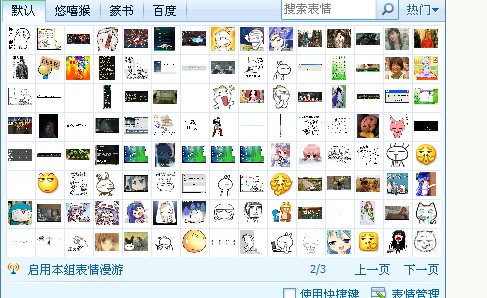 默认 悠嘻猴 篆书 百度 搜索表情 热门
启用本组表情漫游 2/3 上一页 下一页
使用快捷键 表情管理